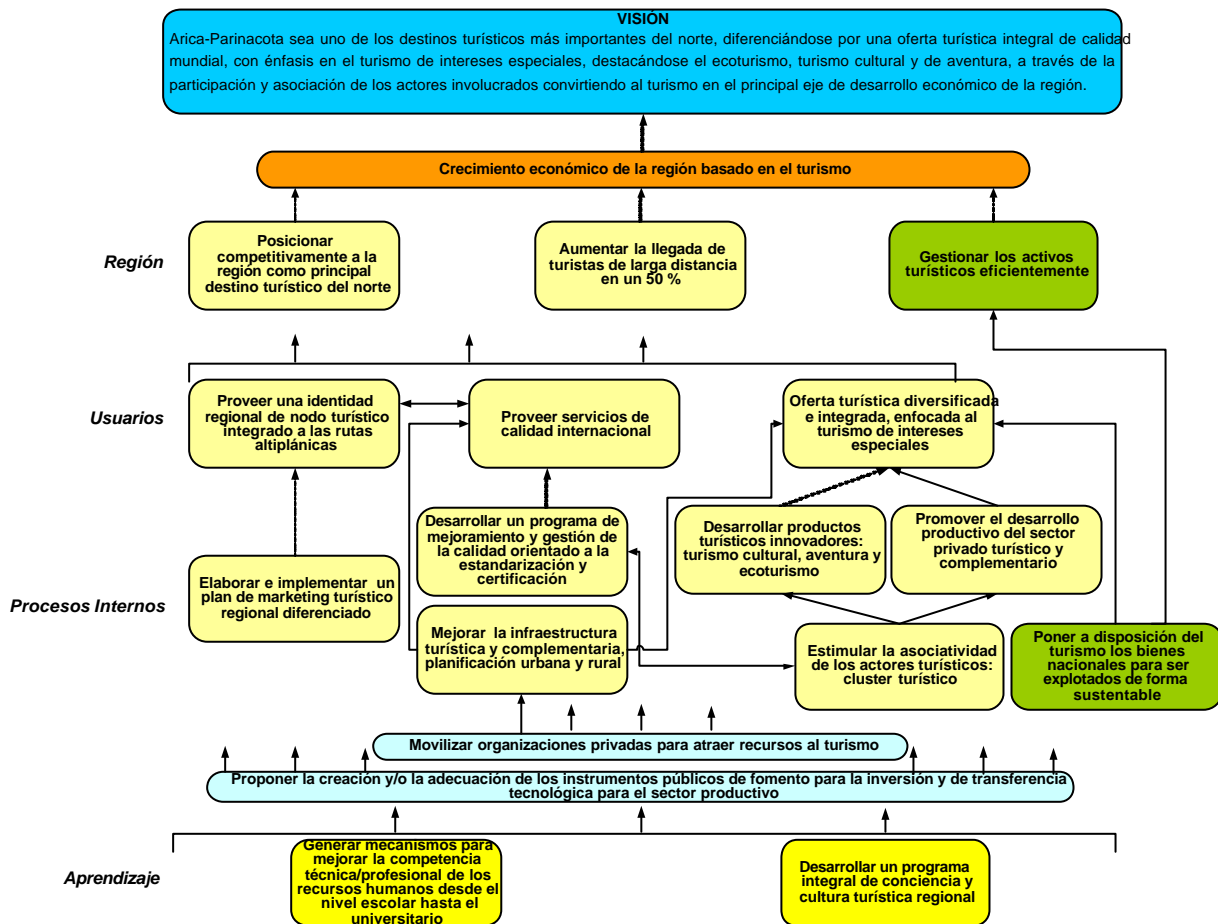 VISIÓN
Arica-Parinacota sea uno de los destinos turísticos más importantes del norte, diferenciándose por una oferta turística integral de calidad
mundial, con énfasis en el turismo de intereses especiales, destacándose el ecoturismo, turismo cultural y de aventura, a través de la
participación y asociación de los actores involucrados convirtiendo al turismo en el principal eje de desarrollo económico de la región.
Crecimiento económico de la región basado en el turismo
Región
Posicionar
competitivamente a la
región como principal
destino turístico del norte
Aumentar la llegada de
turistas de larga distancia
en un 50 %
Gestionar los activos
turísticos eficientemente
Usuarios
Proveer una identidad
regional de nodo turístico
integrado a las rutas
altiplánicas
Proveer servicios de
calidad internacional
Oferta turística diversificada
e integrada, enfocada al
turismo de intereses
especiales
Procesos Internos
Elaborar e implementar un
plan de marketing turístico
regional diferenciado
Desarrollar un programa de
mejoramiento y gestión de
la calidad orientado a la
estandarización y
certificación
Desarrollar productos
turísticos innovadores:
turismo cultural, aventura y
ecoturismo
Promover el desarrollo
productivo del sector
privado turístico y
complementario
Mejorar la infraestructura
turística y complementaria,
planificación urbana y rural
Estimular la asociatividad
de los actores turísticos:
cluster turístico
Poner a disposición del
turismo los bienes
nacionales para ser
explotados de forma
sustentable
Movilizar organizaciones privadas para atraer recursos al turismo
Proponer la creación y/o la adecuación de los instrumentos públicos de fomento para la inversión y de transferencia
tecnológica para el sector productivo
Aprendizaje
Generar mecanismos para
mejorar la competencia
técnica/profesional de los
recursos humanos desde el
nivel escolar hasta el
universitario
Desarrollar un programa
integral de conciencia y
cultura turística regional